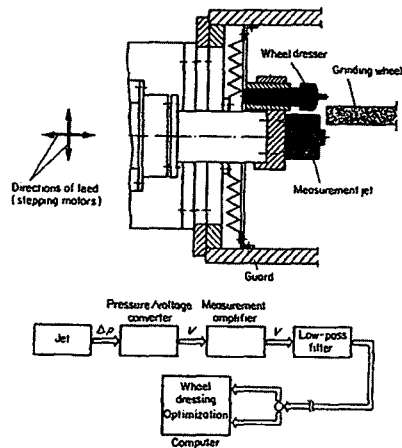 Wheel dresser
Grinding wheel
Directions of feed
(stepping motors)
Measurement jet
Guard
Pressure/voltage
converter
Measurement
amplifier
Jet
Δp
V
V
Low-pass
filter
Wheel
dressing
Optimization
Computer